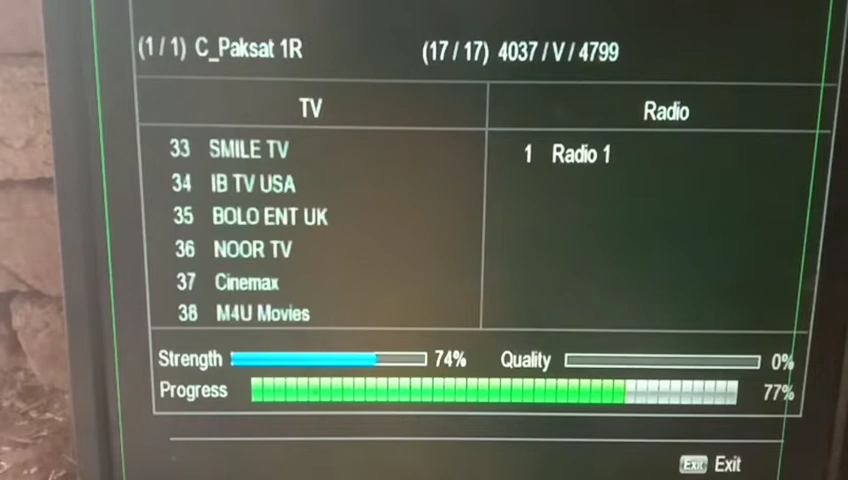 (1/1) C_Paksat 1R (17/17) 4037/V/4799
TV Radio
33 SMILE TV 1 Radio 1
34 IB TV USA
35 BOLO ENT UK
36 NOOR TV
37 Cinemax
38 M4U Movies
Strength 74% Quality 0%
Progress 77%
Exit Exit